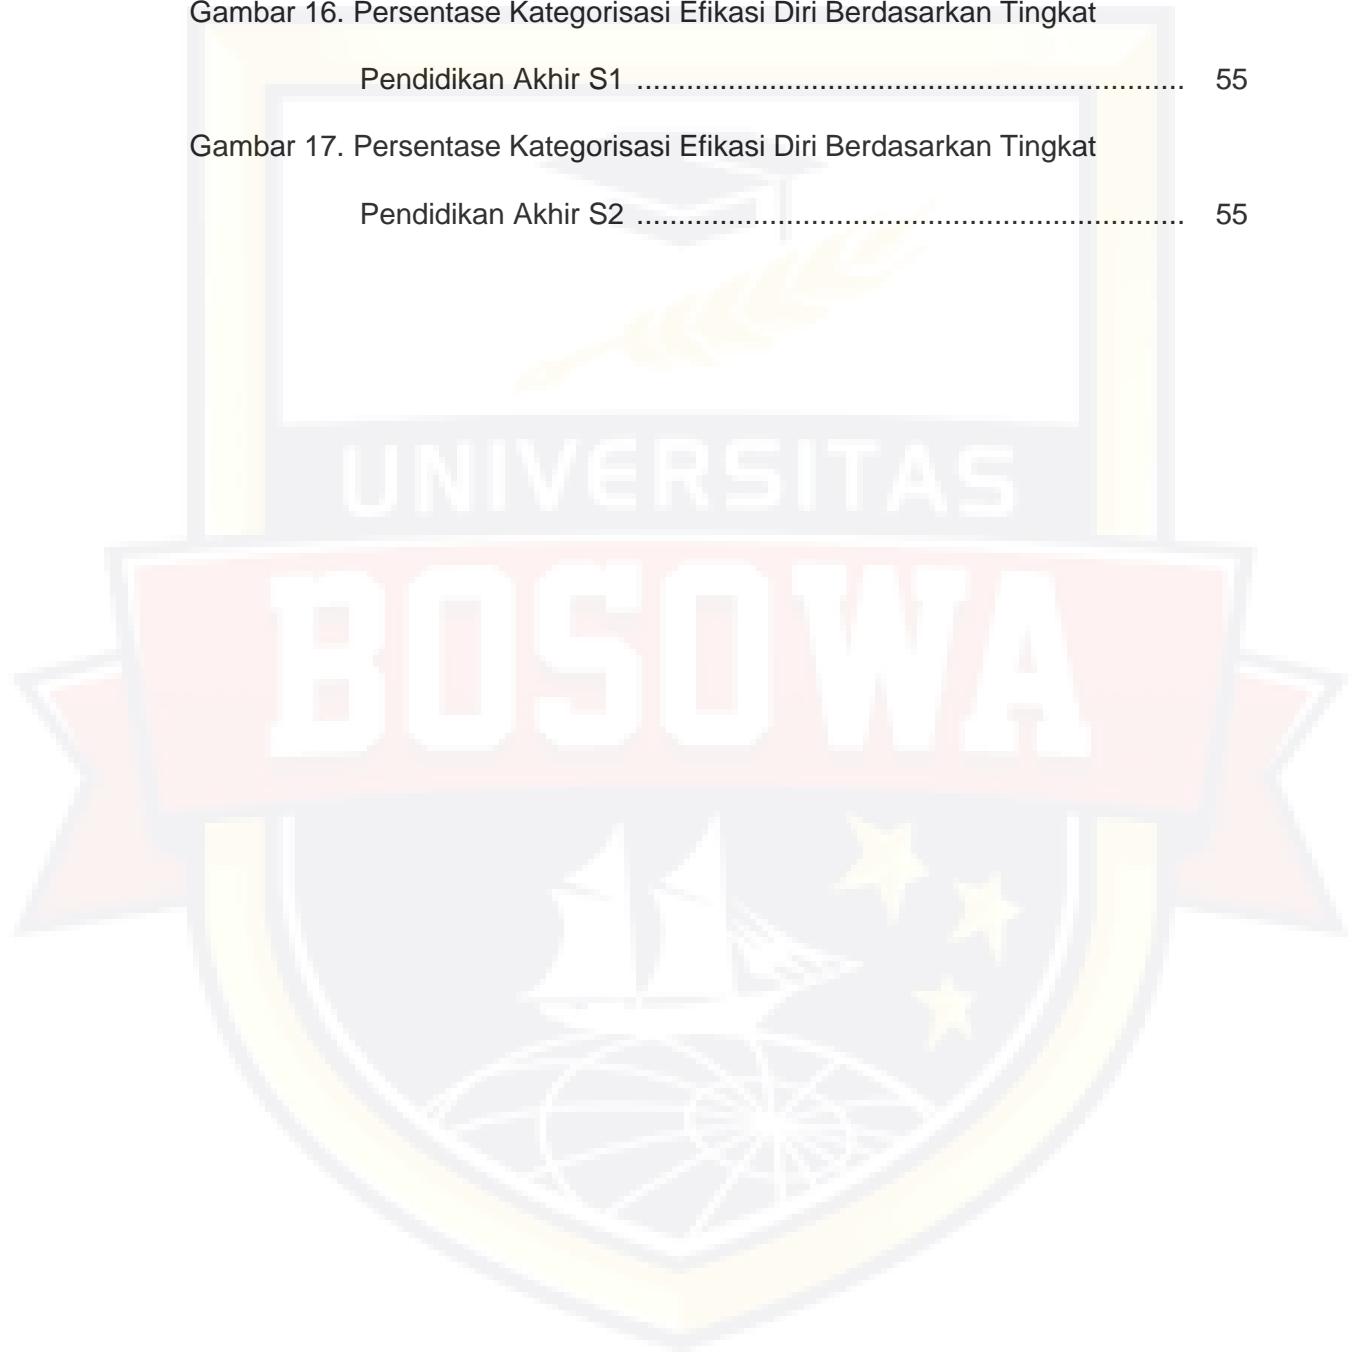 Gambar 16. Persentase Kategorisasi Efikasi Diri Berdasarkan Tingkat
Pendidikan Akhir S1 .................................................................. 55
Gambar 17. Persentase Kategorisasi Efikasi Diri Berdasarkan Tingkat
Pendidikan Akhir S2 .................................................................. 55
UNIVERSITAS
BOSOWA